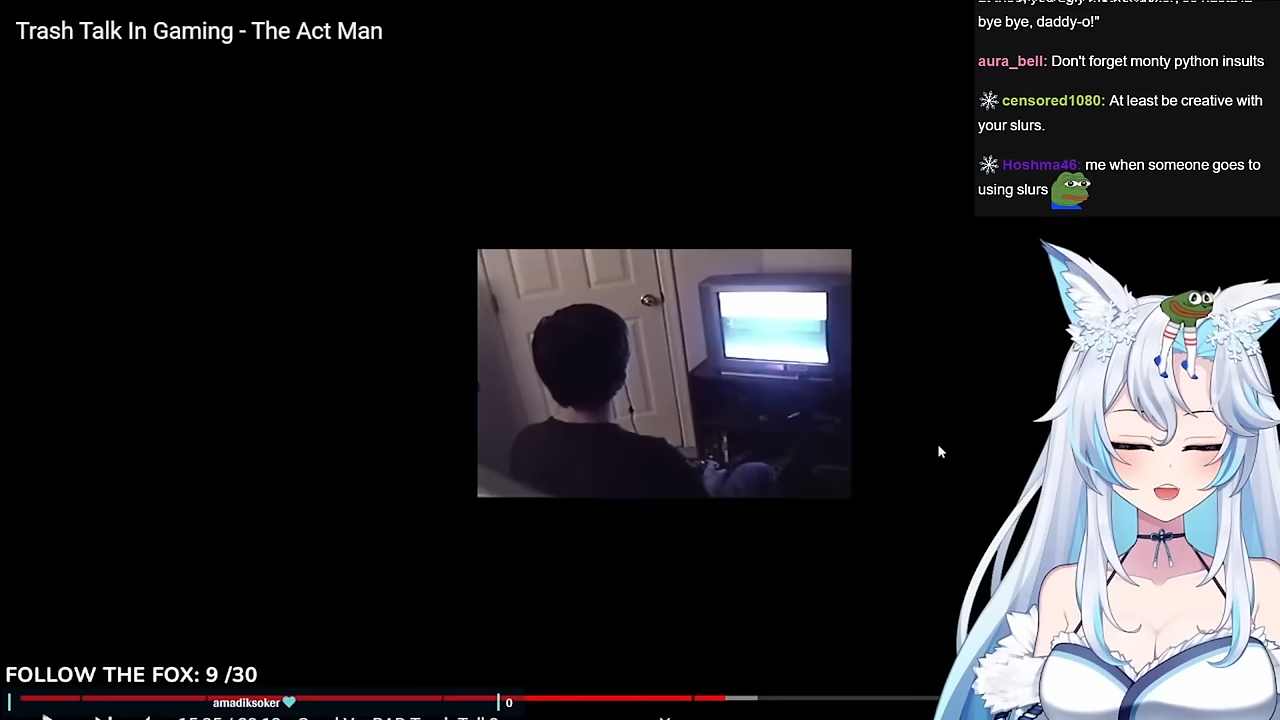 Trash Talk In Gaming - The Act Man
bye bye, daddy-o!"
aura_bell: Don't forget monty python insults
censored1080: At least be creative with
your slurs.
Hoshma46: me when someone goes to
using slurs
FOLLOW THE FOX: 9 /30
amadiksoker
0